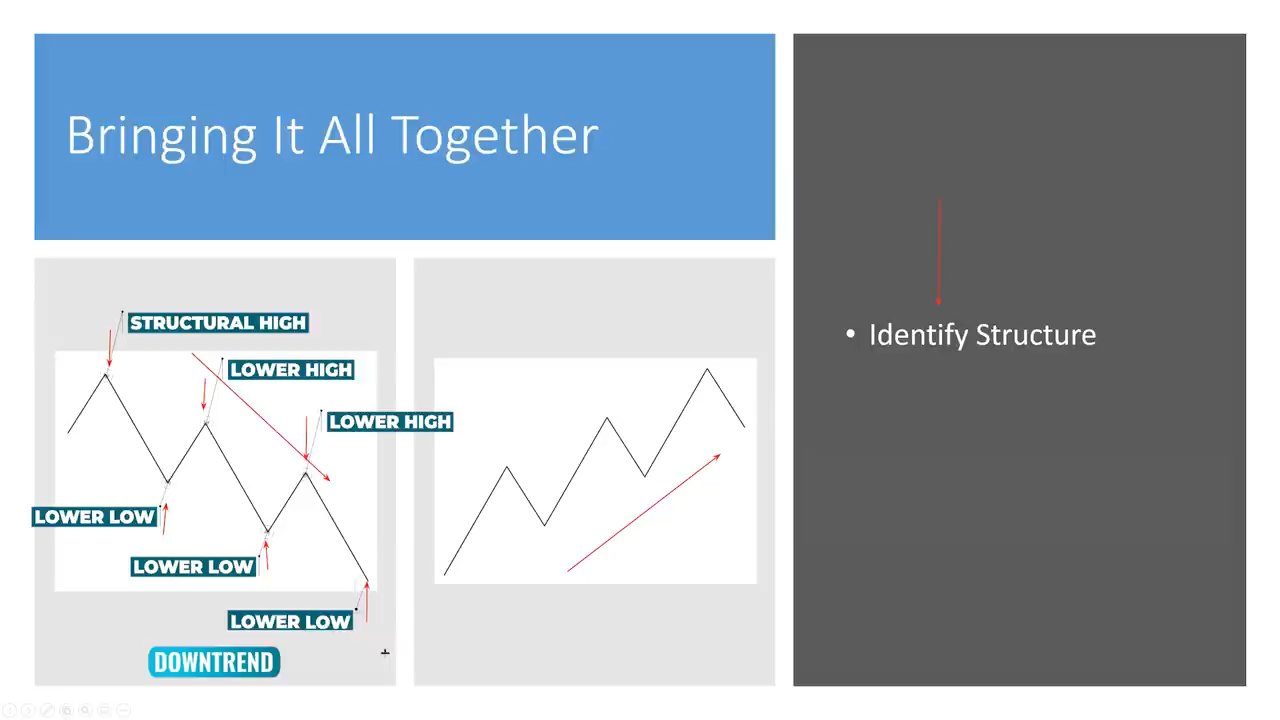 Bringing It All Together
STRUCTURAL HIGH
LOWER HIGH
LOWER HIGH
LOWER LOW
LOWER LOW
LOWER LOW
DOWNTREND
• Identify Structure